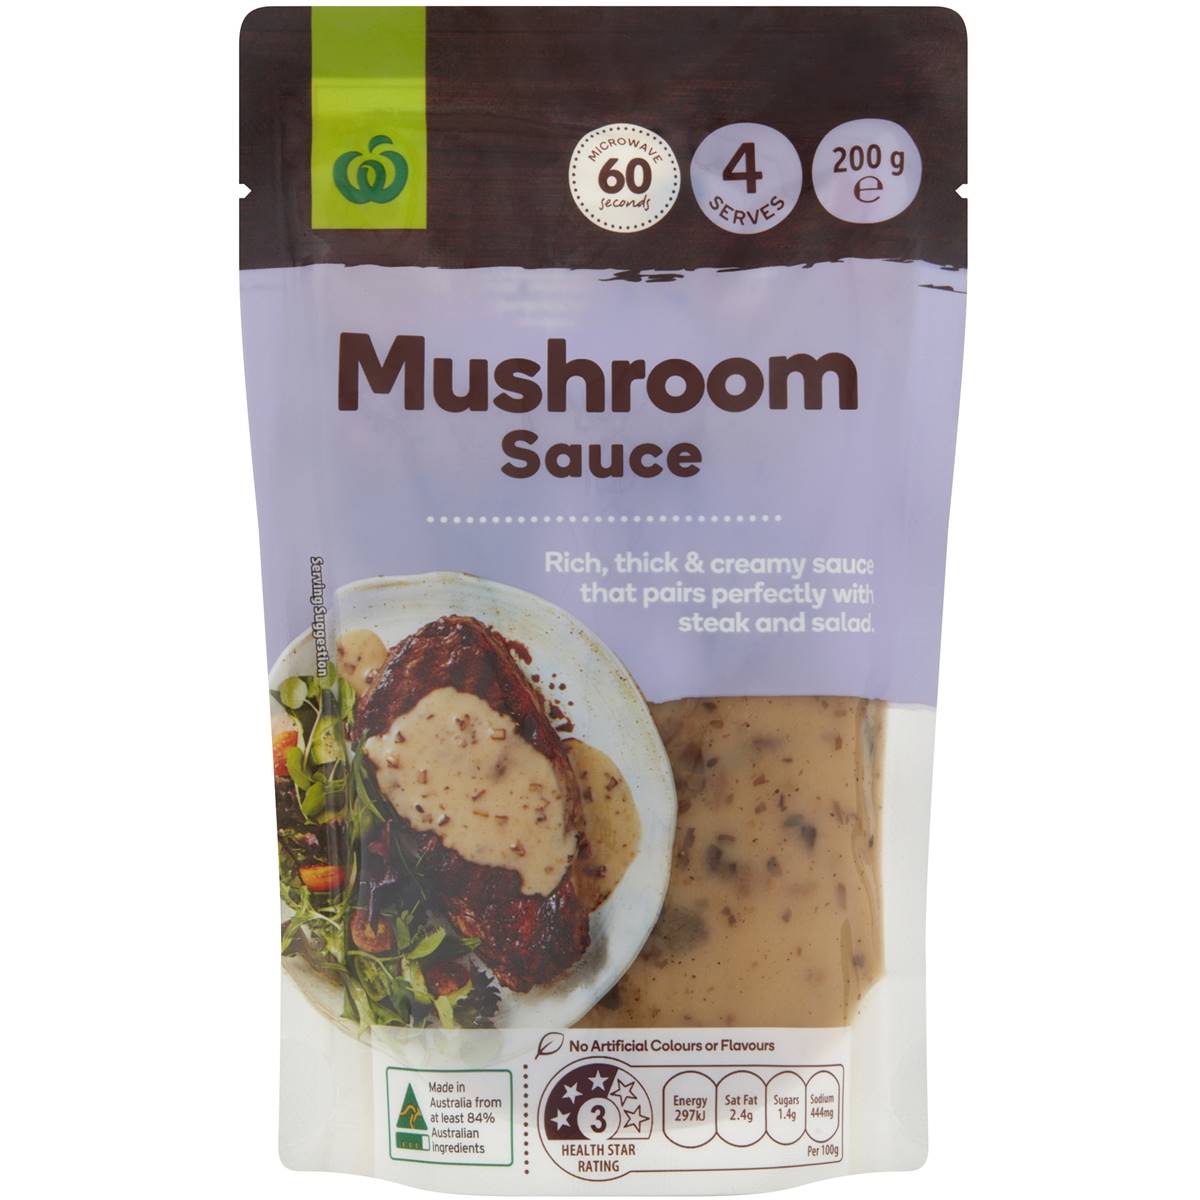 MICROWAVE
60
seconds
4
SERVES
200 g
e
Mushroom
Sauce
Rich, thick & creamy sauce
that pairs perfectly with
steak and salad.
Serving Suggestion
No Artificial Colours or Flavours
Made in
Australia from
at least 84%
Australian
ingredients
3
HEALTH STAR
RATING
Energy
297kJ
Sat Fat
2.4g
Sugars
1.4g
Sodium
444mg
Per 100g